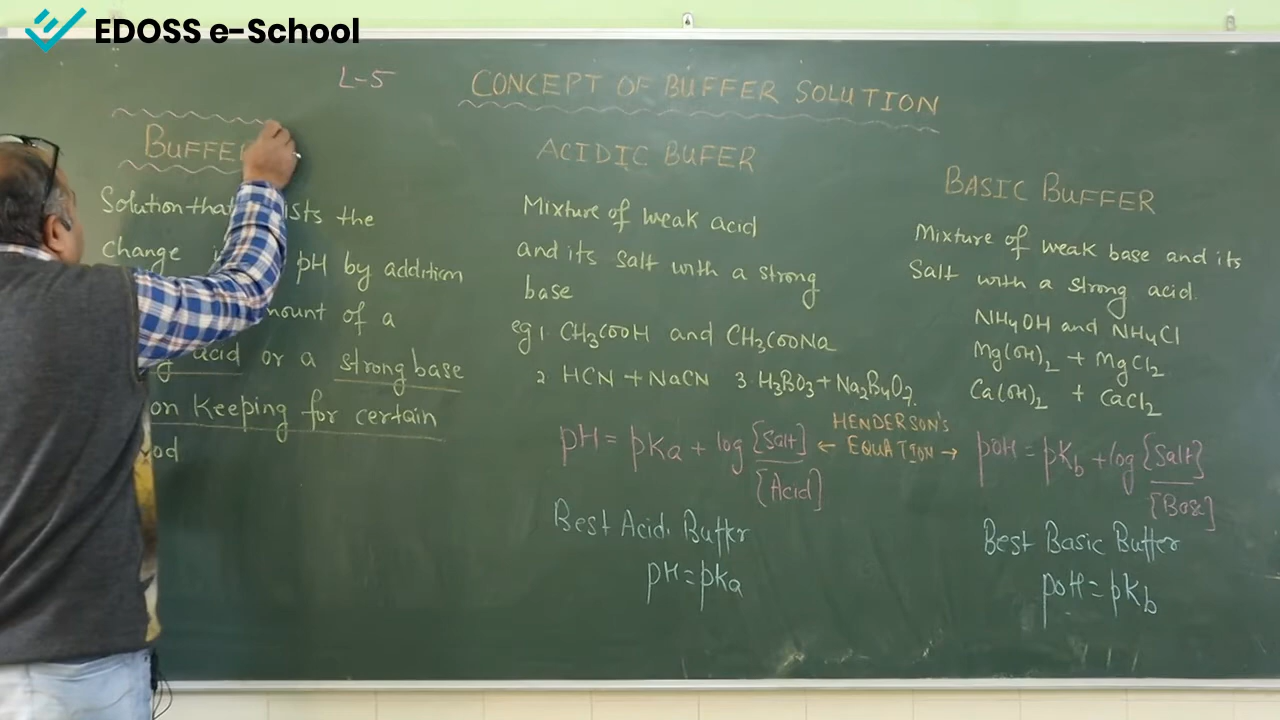 EDOSS e-School
L-5
CONCEPT OF BUFFER SOLUTION
BUFFE
Solution that ists the
change pH by addition
mount of a
acid or a strong base
on Keeping for certain
od
ACIDIC BUFER
Mixture of weak acid
and its salt with a strong
base
eg 1. CH₃COOH and CH₃COONa
2 HCN + NaCN 3. H₃BO₃ + Na₂B₄O₇.
pH = pKa + log [Salt]
[Acid]
Best Acid. Buffer
pH = pKa
← HENDERSON'S
EQUATION →
BASIC BUFFER
Mixture of weak base and its
Salt with a strong acid.
NH₄OH and NH₄Cl
Mg(OH)₂ + MgCl₂
Ca(OH)₂ + CaCl₂
pOH = pKb + log [Salt]
[Base]
Best Basic Buffer
pOH = pKb